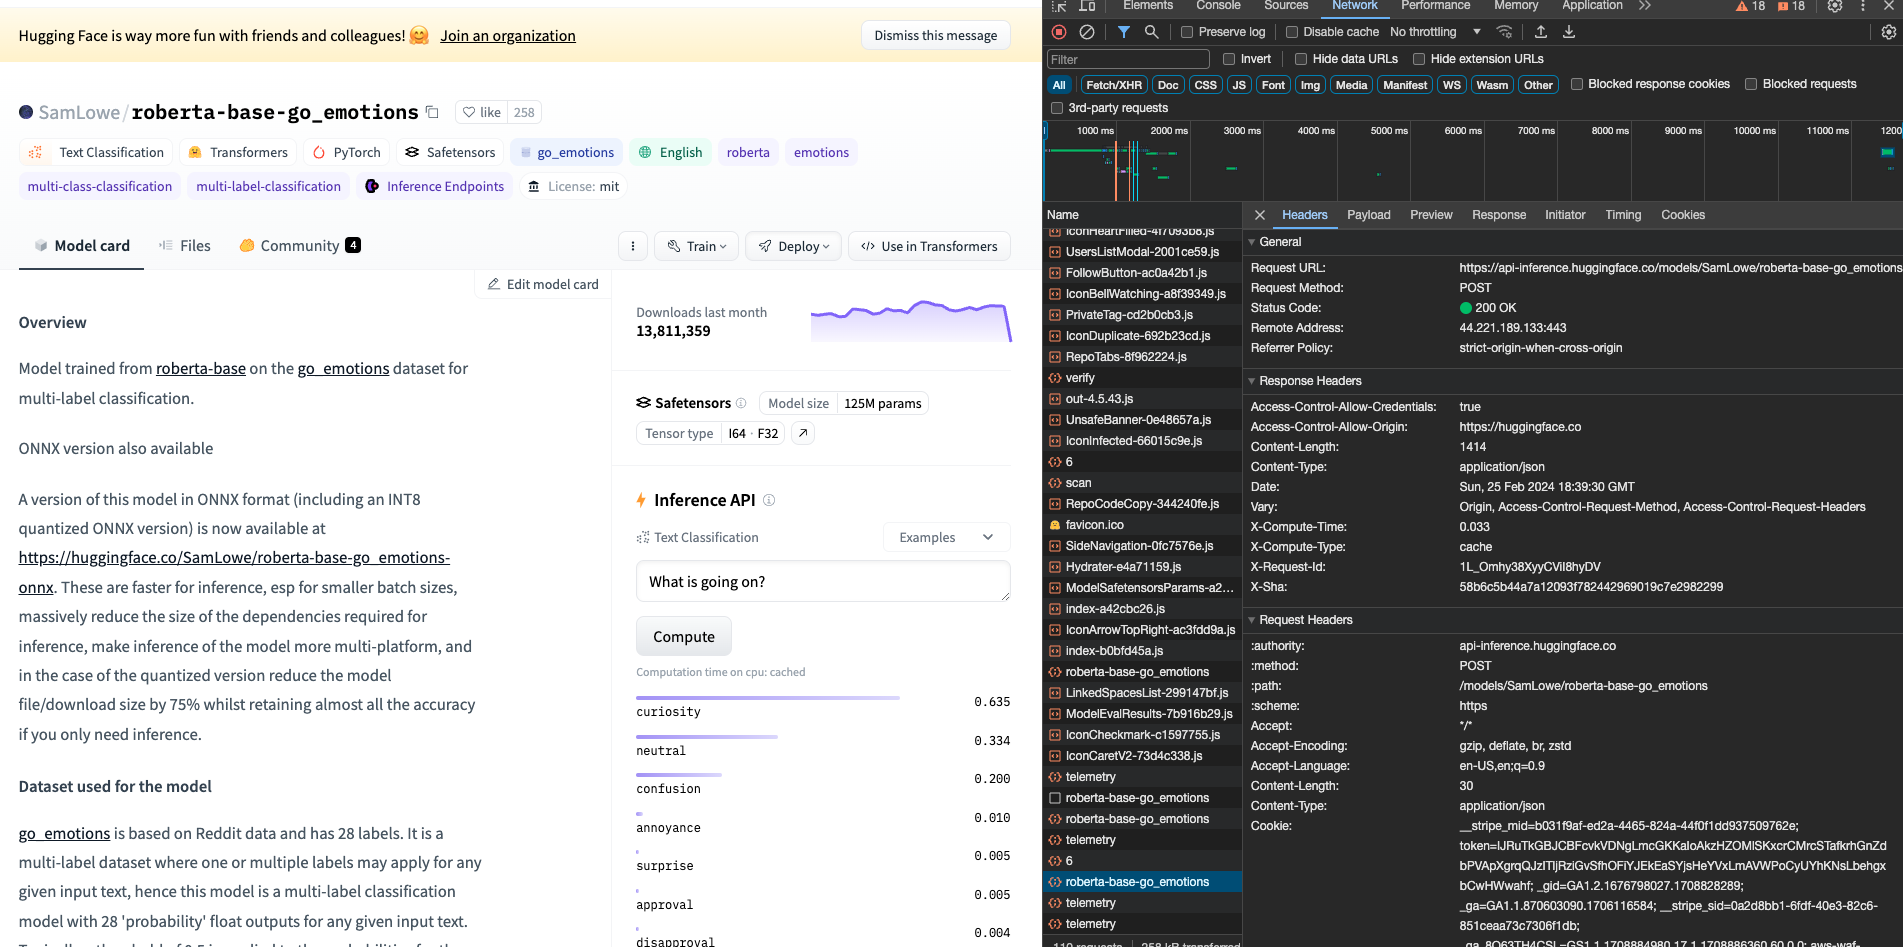 Hugging Face is way more fun with friends and colleagues! 🤗 Join an organization
Dismiss this message
SamLowe/roberta-base-go_emotions
like 258
Text Classification
Transformers
PyTorch
Safetensors
go_emotions
English
roberta
emotions
multi-class-classification
multi-label-classification
Inference Endpoints
License: mit
Model card
Files
Community 4
Train
Deploy
Use in Transformers
Edit model card
Overview
Model trained from roberta-base on the go_emotions dataset for
multi-label classification.
ONNX version also available
A version of this model in ONNX format (including an INT8
quantized ONNX version) is now available at
https://huggingface.co/SamLowe/roberta-base-go_emotions-
onnx. These are faster for inference, esp for smaller batch sizes,
massively reduce the size of the dependencies required for
inference, make inference of the model more multi-platform, and
in the case of the quantized version reduce the model
file/download size by 75% whilst retaining almost all the accuracy
if you only need inference.
Dataset used for the model
go_emotions is based on Reddit data and has 28 labels. It is a
multi-label dataset where one or multiple labels may apply for any
given input text, hence this model is a multi-label classification
model with 28 'probability' float outputs for any given input text.
Downloads last month
13,811,359
Safetensors
Model size 125M params
Tensor type I64 · F32
Inference API
Text Classification
Examples
What is going on?
Compute
Computation time on cpu: cached
curiosity 0.635
neutral 0.334
confusion 0.200
annoyance 0.010
surprise 0.005
approval 0.005
disapproval 0.004
Elements Console Sources Network Performance Memory Application 18 18
Preserve log Disable cache No throttling
Filter Invert Hide data URLs Hide extension URLs
All Fetch/XHR Doc CSS JS Font Img Media Manifest WS Wasm Other Blocked response cookies Blocked requests
3rd-party requests
1000 ms 2000 ms 3000 ms 4000 ms 5000 ms 6000 ms 7000 ms 8000 ms 9000 ms 10000 ms 11000 ms 1200
Name
IconHeartFilled-4f7093b8.js
UsersListModal-2001ce59.js
FollowButton-ac0a42b1.js
IconBellWatching-a8f39349.js
PrivateTag-cd2b0cb3.js
IconDuplicate-692b23cd.js
RepoTabs-8f962224.js
verify
out-4.5.43.js
UnsafeBanner-0e48657a.js
IconInfected-66015c9e.js
6
scan
RepoCodeCopy-344240fe.js
favicon.ico
SideNavigation-0fc7576e.js
Hydrater-e4a71159.js
ModelSafetensorsParams-a2...
index-a42cbc26.js
IconArrowTopRight-ac3fdd9a.js
index-b0bfd45a.js
roberta-base-go_emotions
LinkedSpacesList-299147bf.js
ModelEvalResults-7b916b29.js
IconCheckmark-c1597755.js
IconCaretV2-73d4c338.js
telemetry
roberta-base-go_emotions
roberta-base-go_emotions
telemetry
6
roberta-base-go_emotions
telemetry
telemetry
Headers Payload Preview Response Initiator Timing Cookies
General
Request URL: https://api-inference.huggingface.co/models/SamLowe/roberta-base-go_emotions
Request Method: POST
Status Code: 200 OK
Remote Address: 44.221.189.133:443
Referrer Policy: strict-origin-when-cross-origin
Response Headers
Access-Control-Allow-Credentials: true
Access-Control-Allow-Origin: https://huggingface.co
Content-Length: 1414
Content-Type: application/json
Date: Sun, 25 Feb 2024 18:39:30 GMT
Vary: Origin, Access-Control-Request-Method, Access-Control-Request-Headers
X-Compute-Time: 0.033
X-Compute-Type: cache
X-Request-Id: 1L_Omhy38XyyCViI8hyDV
X-Sha: 58b6c5b44a7a12093f782442969019c7e2982299
Request Headers
:authority: api-inference.huggingface.co
:method: POST
:path: /models/SamLowe/roberta-base-go_emotions
:scheme: https
Accept: */*
Accept-Encoding: gzip, deflate, br, zstd
Accept-Language: en-US,en;q=0.9
Content-Length: 30
Content-Type: application/json
Cookie: __stripe_mid=b031f9af-ed2a-4465-824a-44f0f1dd937509762e;
_gid=GA1.2.1676798027.1708828289;
_ga=GA1.1.870603090.1706116584; __stripe_sid=0a2d8bb1-6fdf-40e3-82c6-
851ceaa73c7306f1db;